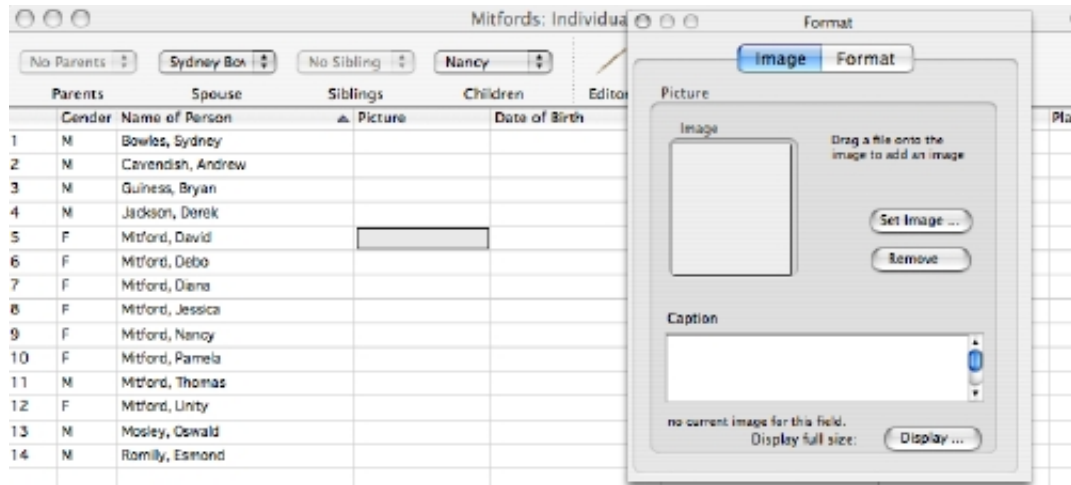 Mitfords: Individua
No Parents Sydney Bov No Sibling Nancy
Parents Spouse Siblings Children Editor
Gender Name of Person Picture Date of Birth Pla
1 M Bowles, Sydney
2 M Cavendish, Andrew
3 M Guiness, Bryan
4 M Jackson, Derek
5 F Mitford, David
6 F Mitford, Debo
7 F Mitford, Diana
8 F Mitford, Jessica
9 F Mitford, Nancy
10 F Mitford, Pamela
11 M Mitford, Thomas
12 F Mitford, Unity
13 M Mosley, Oswald
14 M Romilly, Esmond
Format
Image Format
Picture
Image
Drag a file onto the
image to add an image
Set Image ...
Remove
Caption
no current image for this field.
Display full size: Display ...